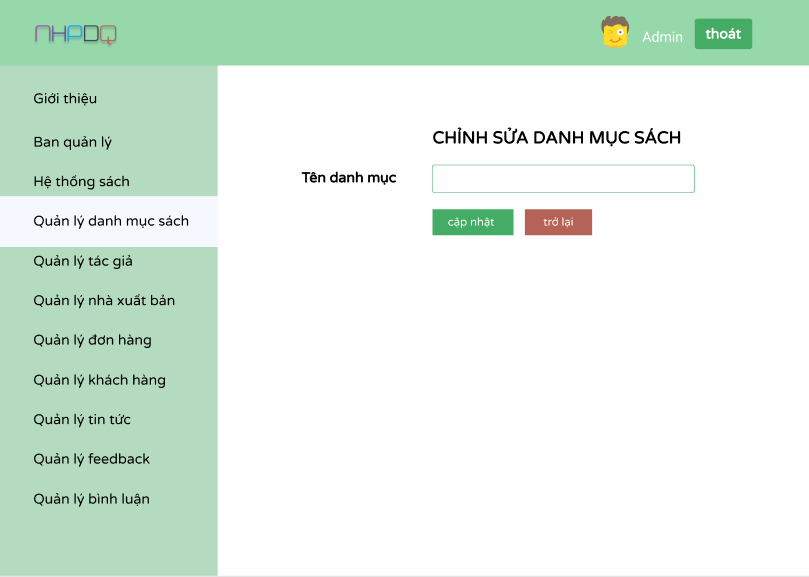 NHPDQ
Admin
thoát
Giới thiệu
Ban quản lý
Hệ thống sách
Quản lý danh mục sách
Quản lý tác giả
Quản lý nhà xuất bản
Quản lý đơn hàng
Quản lý khách hàng
Quản lý tin tức
Quản lý feedback
Quản lý bình luận
CHỈNH SỬA DANH MỤC SÁCH
Tên danh mục
cập nhật
trở lại